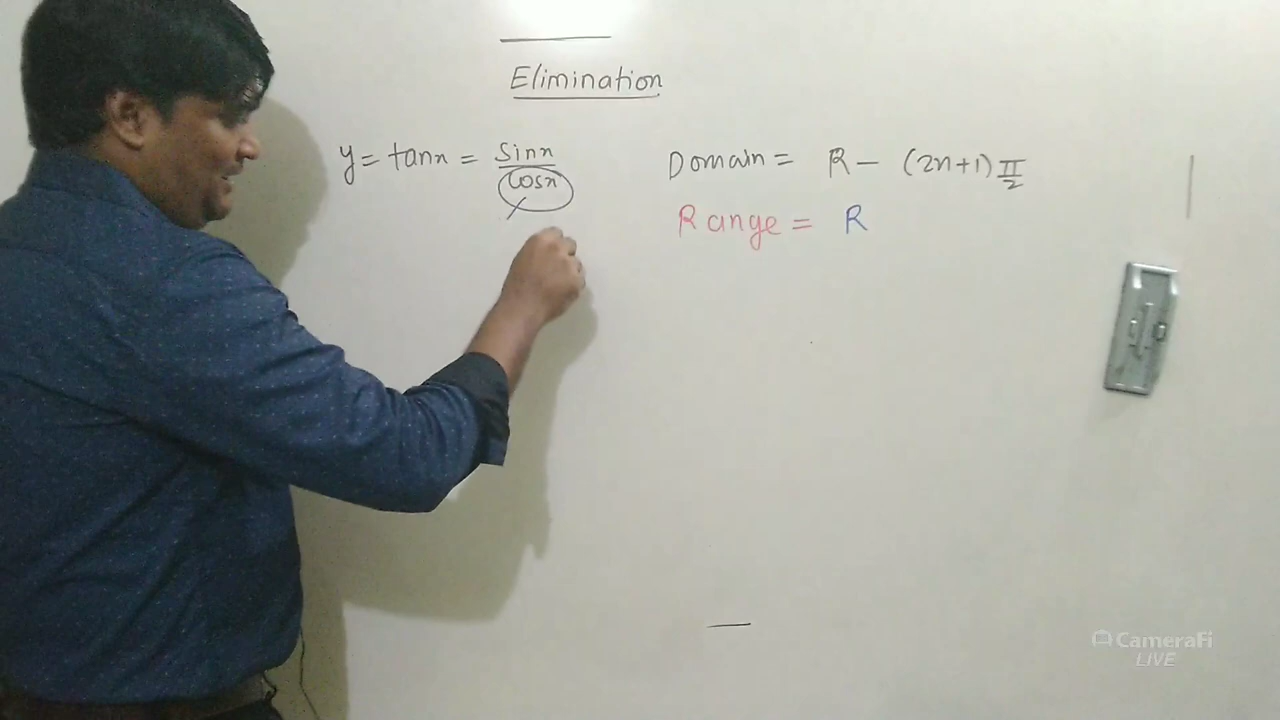 Elimination
y = tanx = sinx/cosx
Domain = R - (2n+1) π/2
Range = R
CameraFi
LIVE